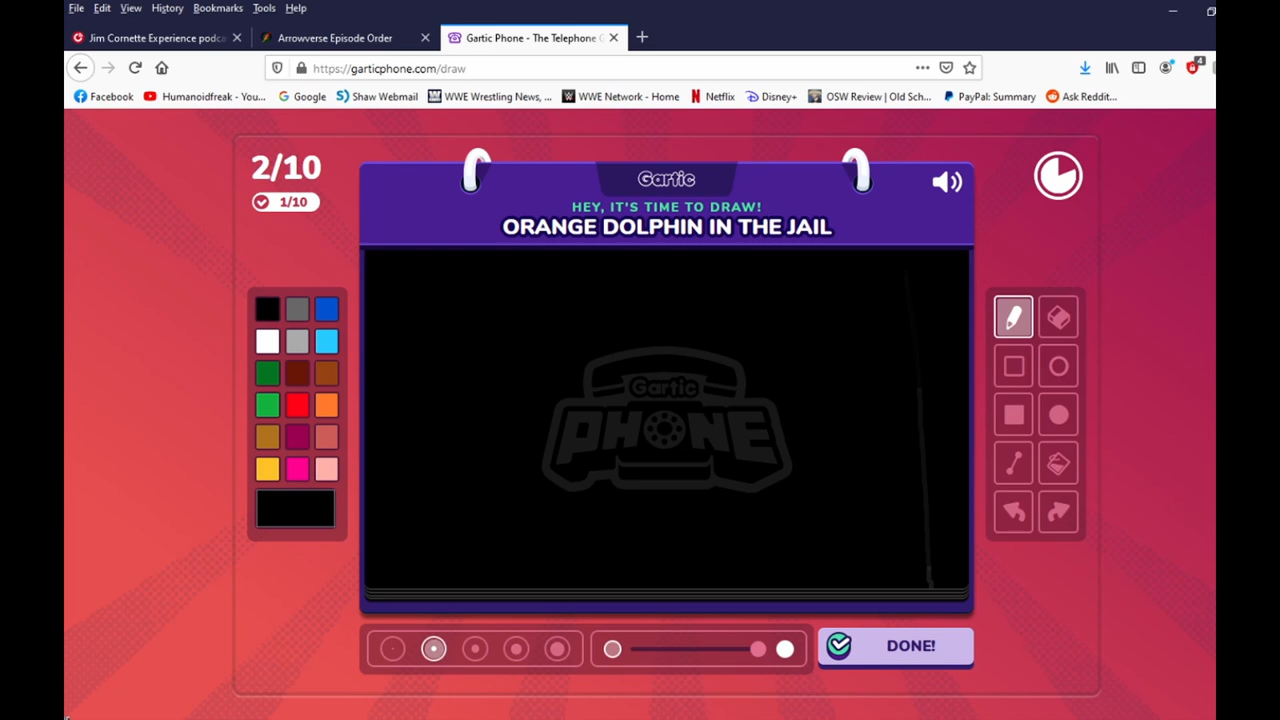 File Edit View History Bookmarks Tools Help
Jim Cornette Experience podca Arrowverse Episode Order Gartic Phone - The Telephone G
https://garticphone.com/draw
Facebook Humanoidfreak - You... Google Shaw Webmail WWE Wrestling News, ... WWE Network - Home Netflix Disney+ OSW Review | Old Sch... PayPal: Summary Ask Reddit...
4
2/10
1/10
Gartic
HEY, IT'S TIME TO DRAW!
ORANGE DOLPHIN IN THE JAIL
Gartic
PHONE
DONE!